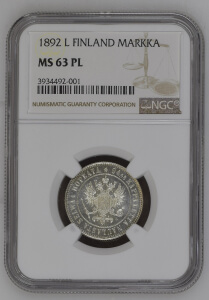 1892 L FINLAND MARKKA
MS 63 PL
3934492-001
NUMISMATIC GUARANTY CORPORATION
NGC